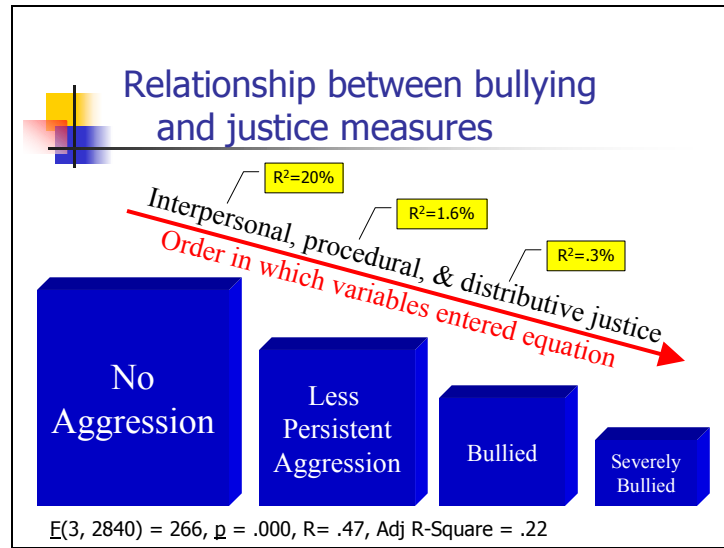 Relationship between bullying
and justice measures
R²=20%
R²=1.6%
R²=.3%
Interpersonal, procedural, & distributive justice
Order in which variables entered equation
No
Aggression
Less
Persistent
Aggression
Bullied
Severely
Bullied
F(3, 2840) = 266, p = .000, R= .47, Adj R-Square = .22